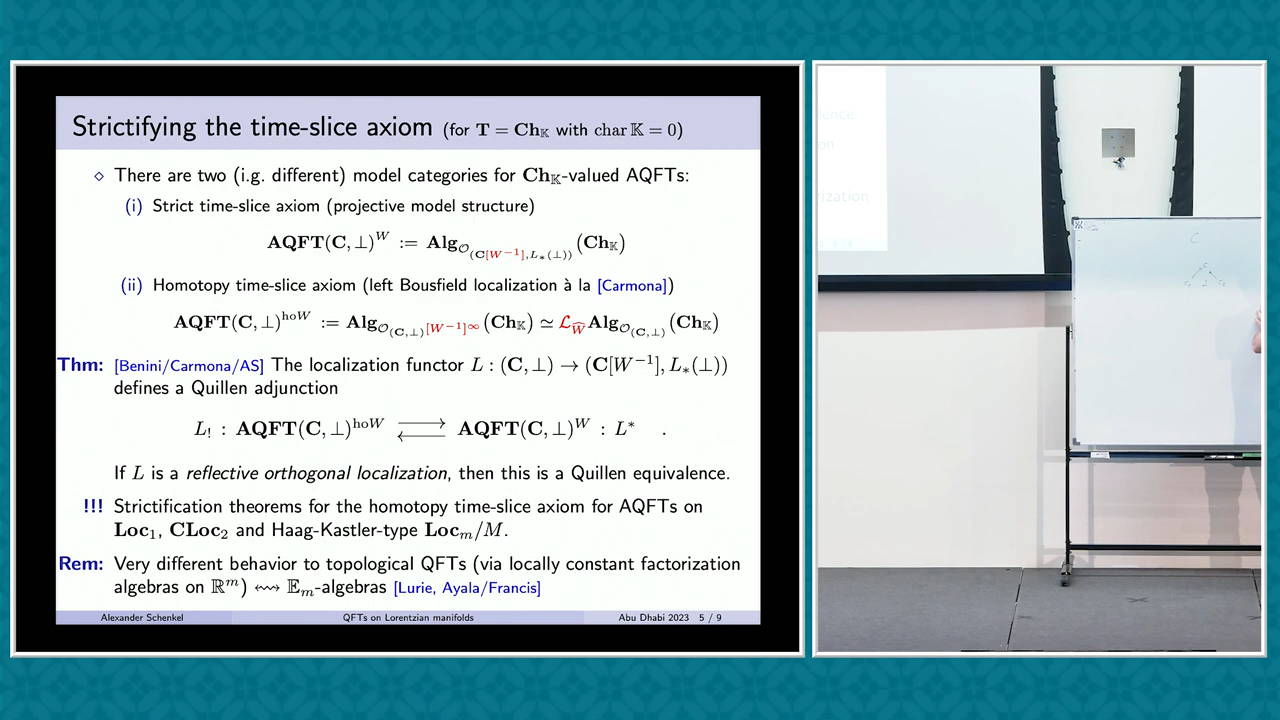 Strictifying the time-slice axiom (for T = Ch_𝕂 with char 𝕂 = 0)
⋄ There are two (i.g. different) model categories for Ch_𝕂-valued AQFTs:
(i) Strict time-slice axiom (projective model structure)
AQFT(C, ⊥)^W := Alg_{𝒪_{(C[W^{-1}], L_*(⊥))}}(Ch_𝕂)
(ii) Homotopy time-slice axiom (left Bousfield localization à la [Carmona])
AQFT(C, ⊥)^{hoW} := Alg_{𝒪_{(C,⊥)}[W^{-1}]^∞}(Ch_𝕂) ≃ ℒ_{\widehat{W}}Alg_{𝒪_{(C,⊥)}}(Ch_𝕂)
Thm: [Benini/Carmona/AS] The localization functor L : (C, ⊥) → (C[W^{-1}], L_*(⊥))
defines a Quillen adjunction
L_! : AQFT(C, ⊥)^{hoW} ⇄ AQFT(C, ⊥)^W : L^* .
If L is a reflective orthogonal localization, then this is a Quillen equivalence.
!!! Strictification theorems for the homotopy time-slice axiom for AQFTs on
Loc_1, CLoc_2 and Haag-Kastler-type Loc_m/M.
Rem: Very different behavior to topological QFTs (via locally constant factorization
algebras on ℝ^m) ↭ 𝔼_m-algebras [Lurie, Ayala/Francis]
Alexander Schenkel QFTs on Lorentzian manifolds Abu Dhabi 2023 5 / 9